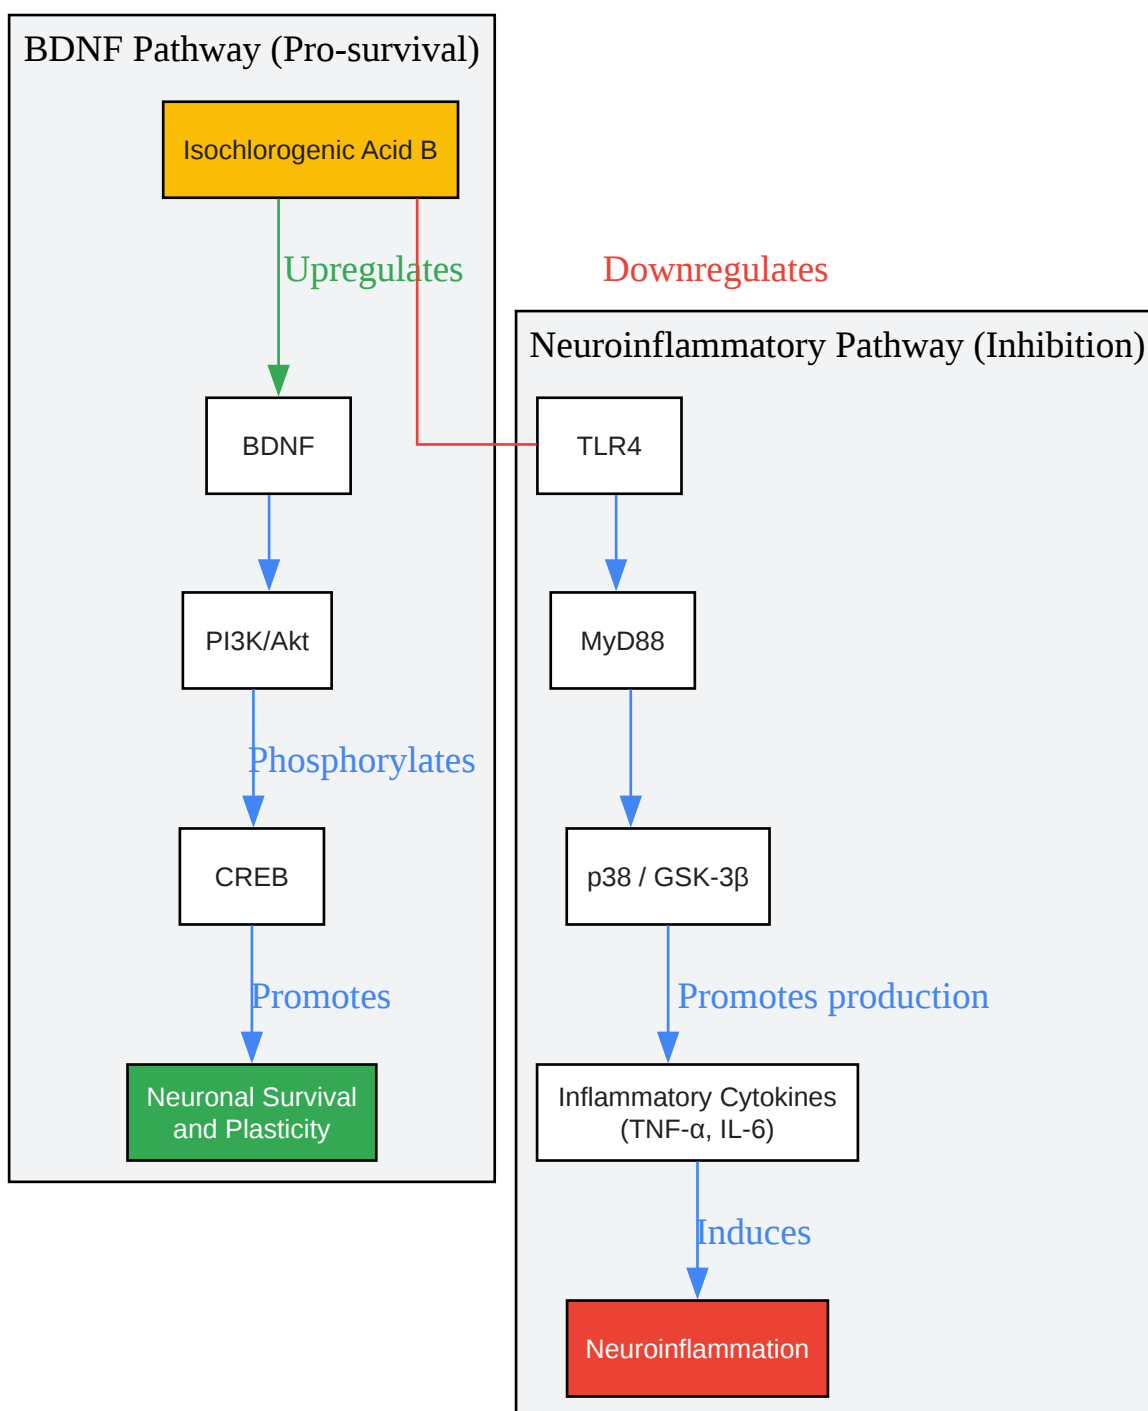 BDNF Pathway (Pro-survival)
Isochlorogenic Acid B
Upregulates
Downregulates
Neuroinflammatory Pathway (Inhibition)
BDNF
TLR4
PI3K/Akt
MyD88
Phosphorylates
CREB
p38 / GSK-3β
Promotes
Promotes production
Neuronal Survival
and Plasticity
Inflammatory Cytokines
(TNF-α, IL-6)
Induces
Neuroinflammation